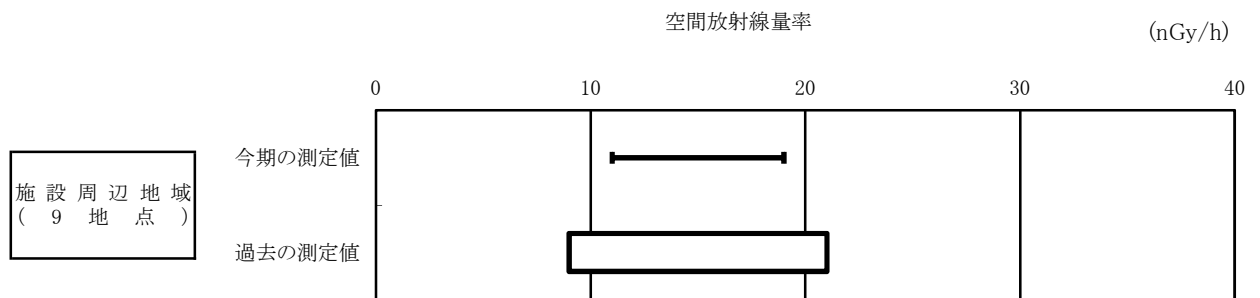 空間放射線量率
(nGy/h)
0 10 20 30 40
今期の測定値
施設周辺地域
(9地点)
過去の測定値